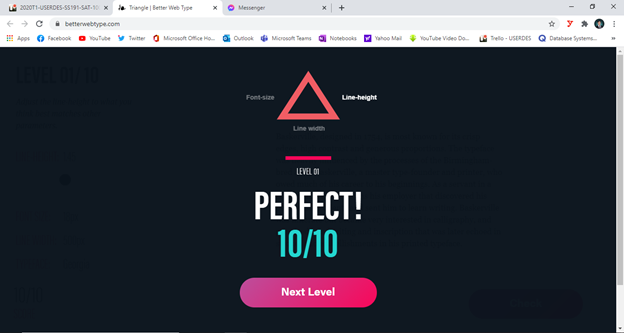 2020T1-USERDES-SS191-SAT-10:
Triangle | Better Web Type
Messenger
betterwebtype.com
Apps
Facebook
YouTube
Twitter
Microsoft Office Ho...
Outlook
Microsoft Teams
Notebooks
Yahoo Mail
YouTube Video Do...
Trello - USERDES
Database Systems...
LEVEL 01/10
Font-size
Line-height
Line width
LEVEL 01
PERFECT!
10/10
Next Level